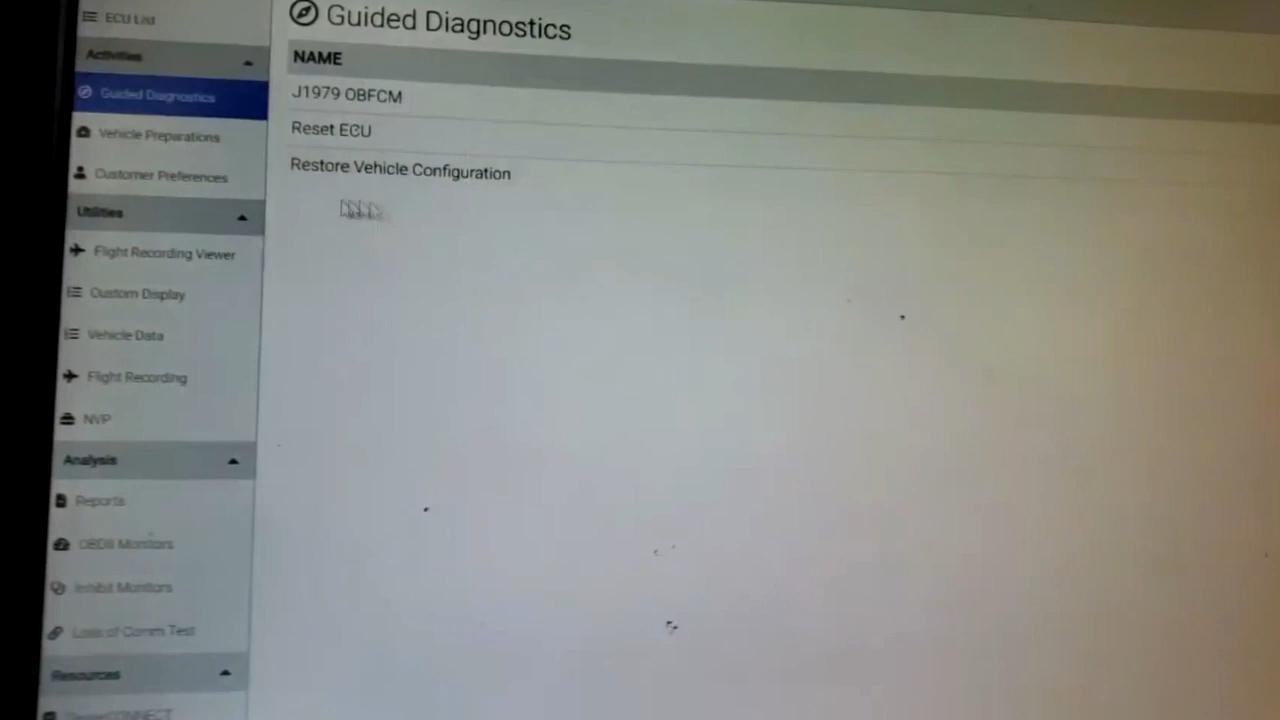 ECU List
Activities
Guided Diagnostics
Vehicle Preparations
Customer Preferences
Utilities
Flight Recording Viewer
Custom Display
Vehicle Data
Flight Recording
NVP
Analysis
Reports
OBDII Monitors
Inhibit Monitors
Loss of Comm Test
Resources
Guided Diagnostics
NAME
J1979 OBFCM
Reset ECU
Restore Vehicle Configuration